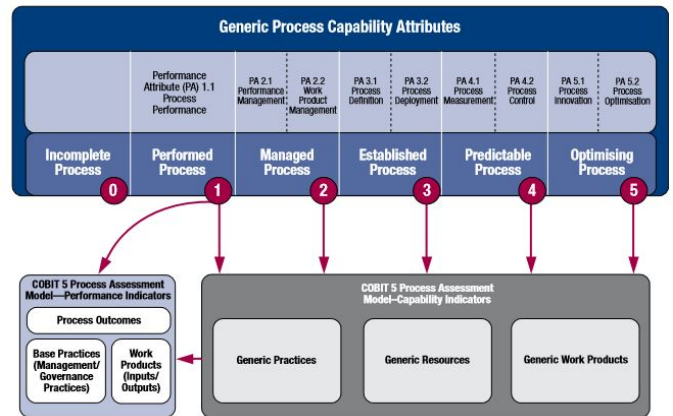 Generic Process Capability Attributes
Performance
Attribute (PA) 1.1
Process
Performance
PA 2.1
Performance
Management
PA 2.2
Work
Product
Management
PA 3.1
Process
Definition
PA 3.2
Process
Deployment
PA 4.1
Process
Measurement
PA 4.2
Process
Control
PA 5.1
Process
Innovation
PA 5.2
Process
Optimisation
Incomplete
Process
0
Performed
Process
1
Managed
Process
2
Established
Process
3
Predictable
Process
4
Optimising
Process
5
COBIT 5 Process Assessment
Model—Performance Indicators
Process Outcomes
Base Practices
(Management/
Governance
Practices)
Work
Products
(Inputs/
Outputs)
COBIT 5 Process Assessment
Model–Capability Indicators
Generic Practices
Generic Resources
Generic Work Products